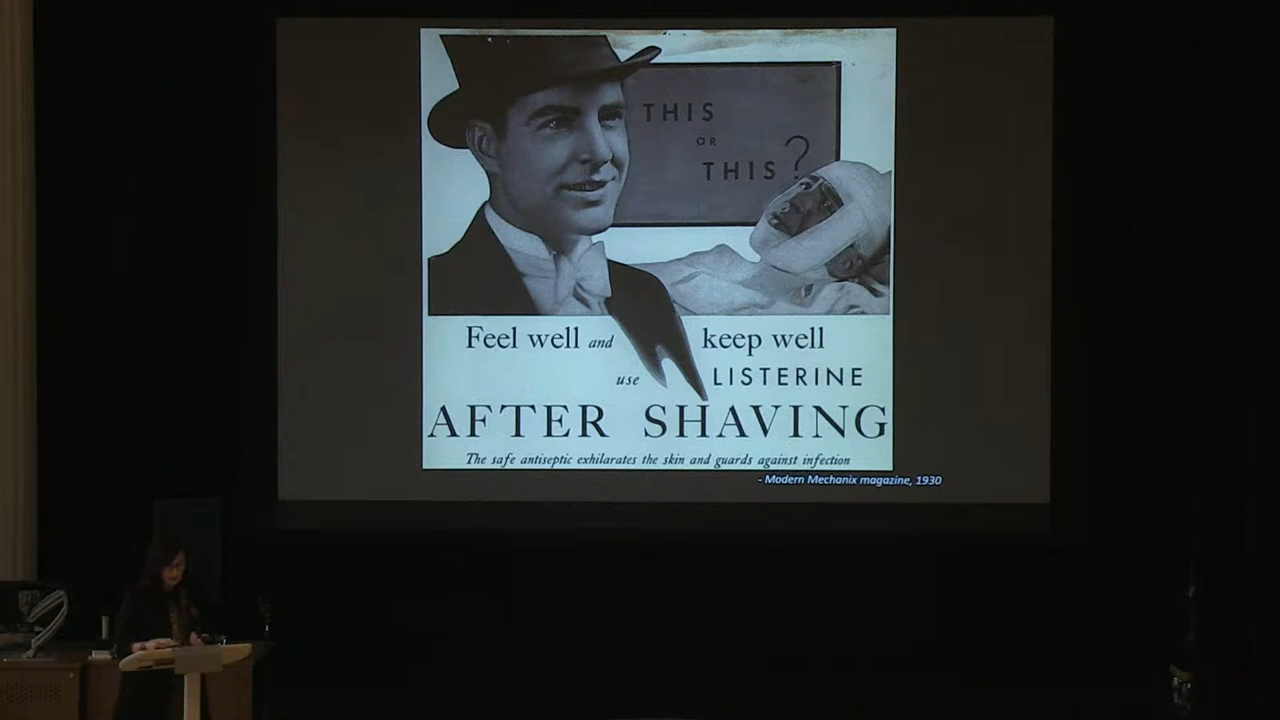 THIS
OR
THIS?
Feel well and keep well
use LISTERINE
AFTER SHAVING
The safe antiseptic exhilarates the skin and guards against infection
- Modern Mechanix magazine, 1930